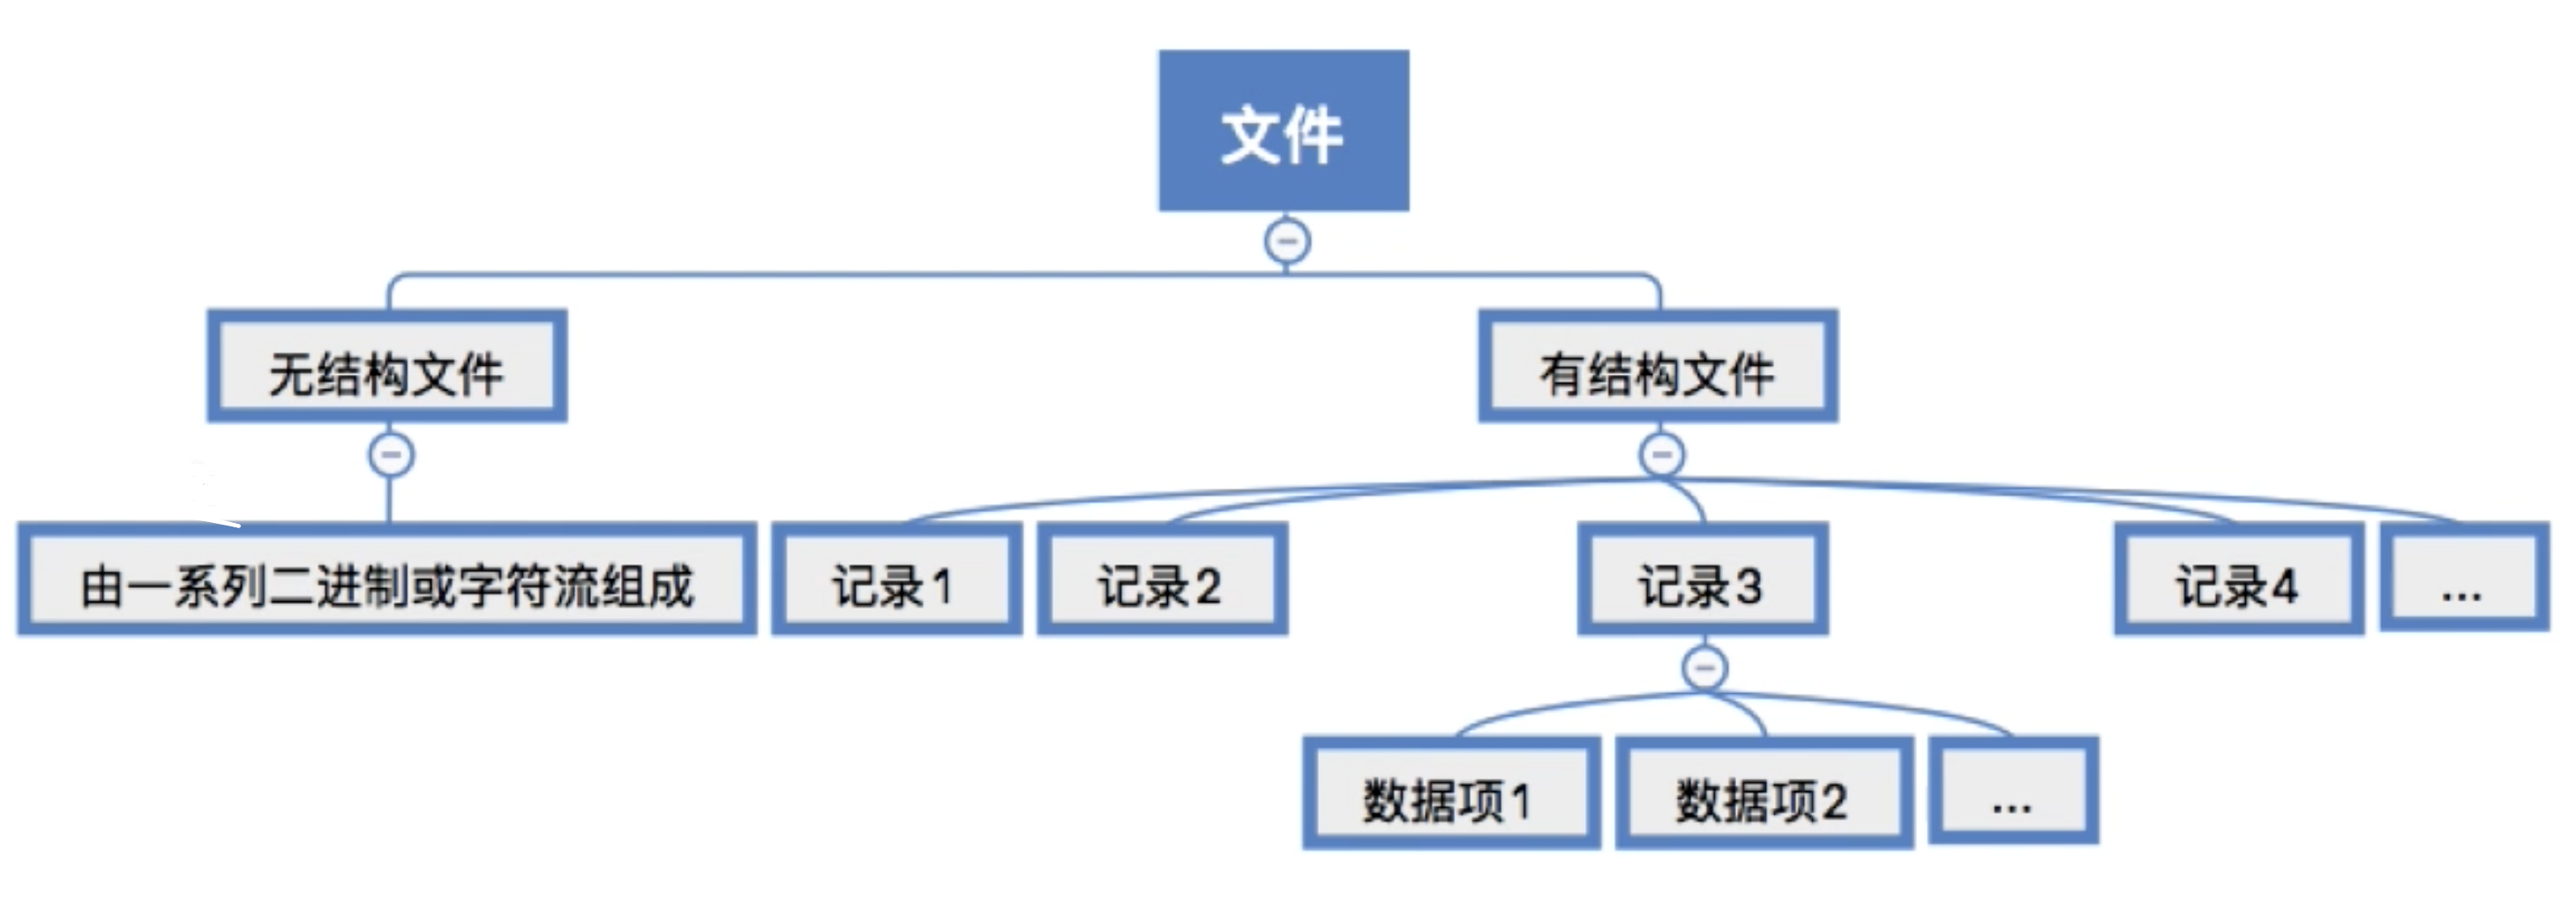 文件
无结构文件
有结构文件
由一系列二进制或字符流组成
记录1
记录2
记录3
记录4
...
数据项1
数据项2
...